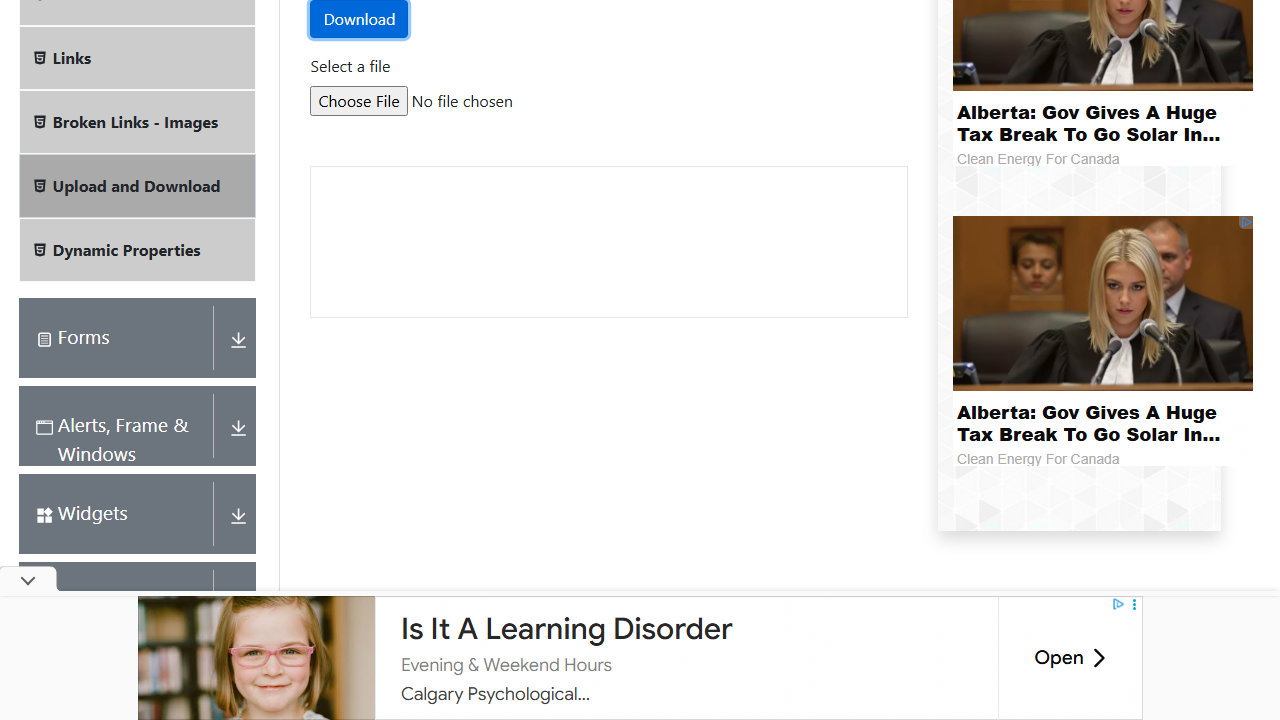 Download
Links
Select a file
Choose File No file chosen
Broken Links - Images
Upload and Download
Dynamic Properties
Forms
Alerts, Frame &
Windows
Widgets
Alberta: Gov Gives A Huge
Tax Break To Go Solar In...
Clean Energy For Canada
Alberta: Gov Gives A Huge
Tax Break To Go Solar In...
Clean Energy For Canada
Is It A Learning Disorder
Evening & Weekend Hours
Calgary Psychological...
Open